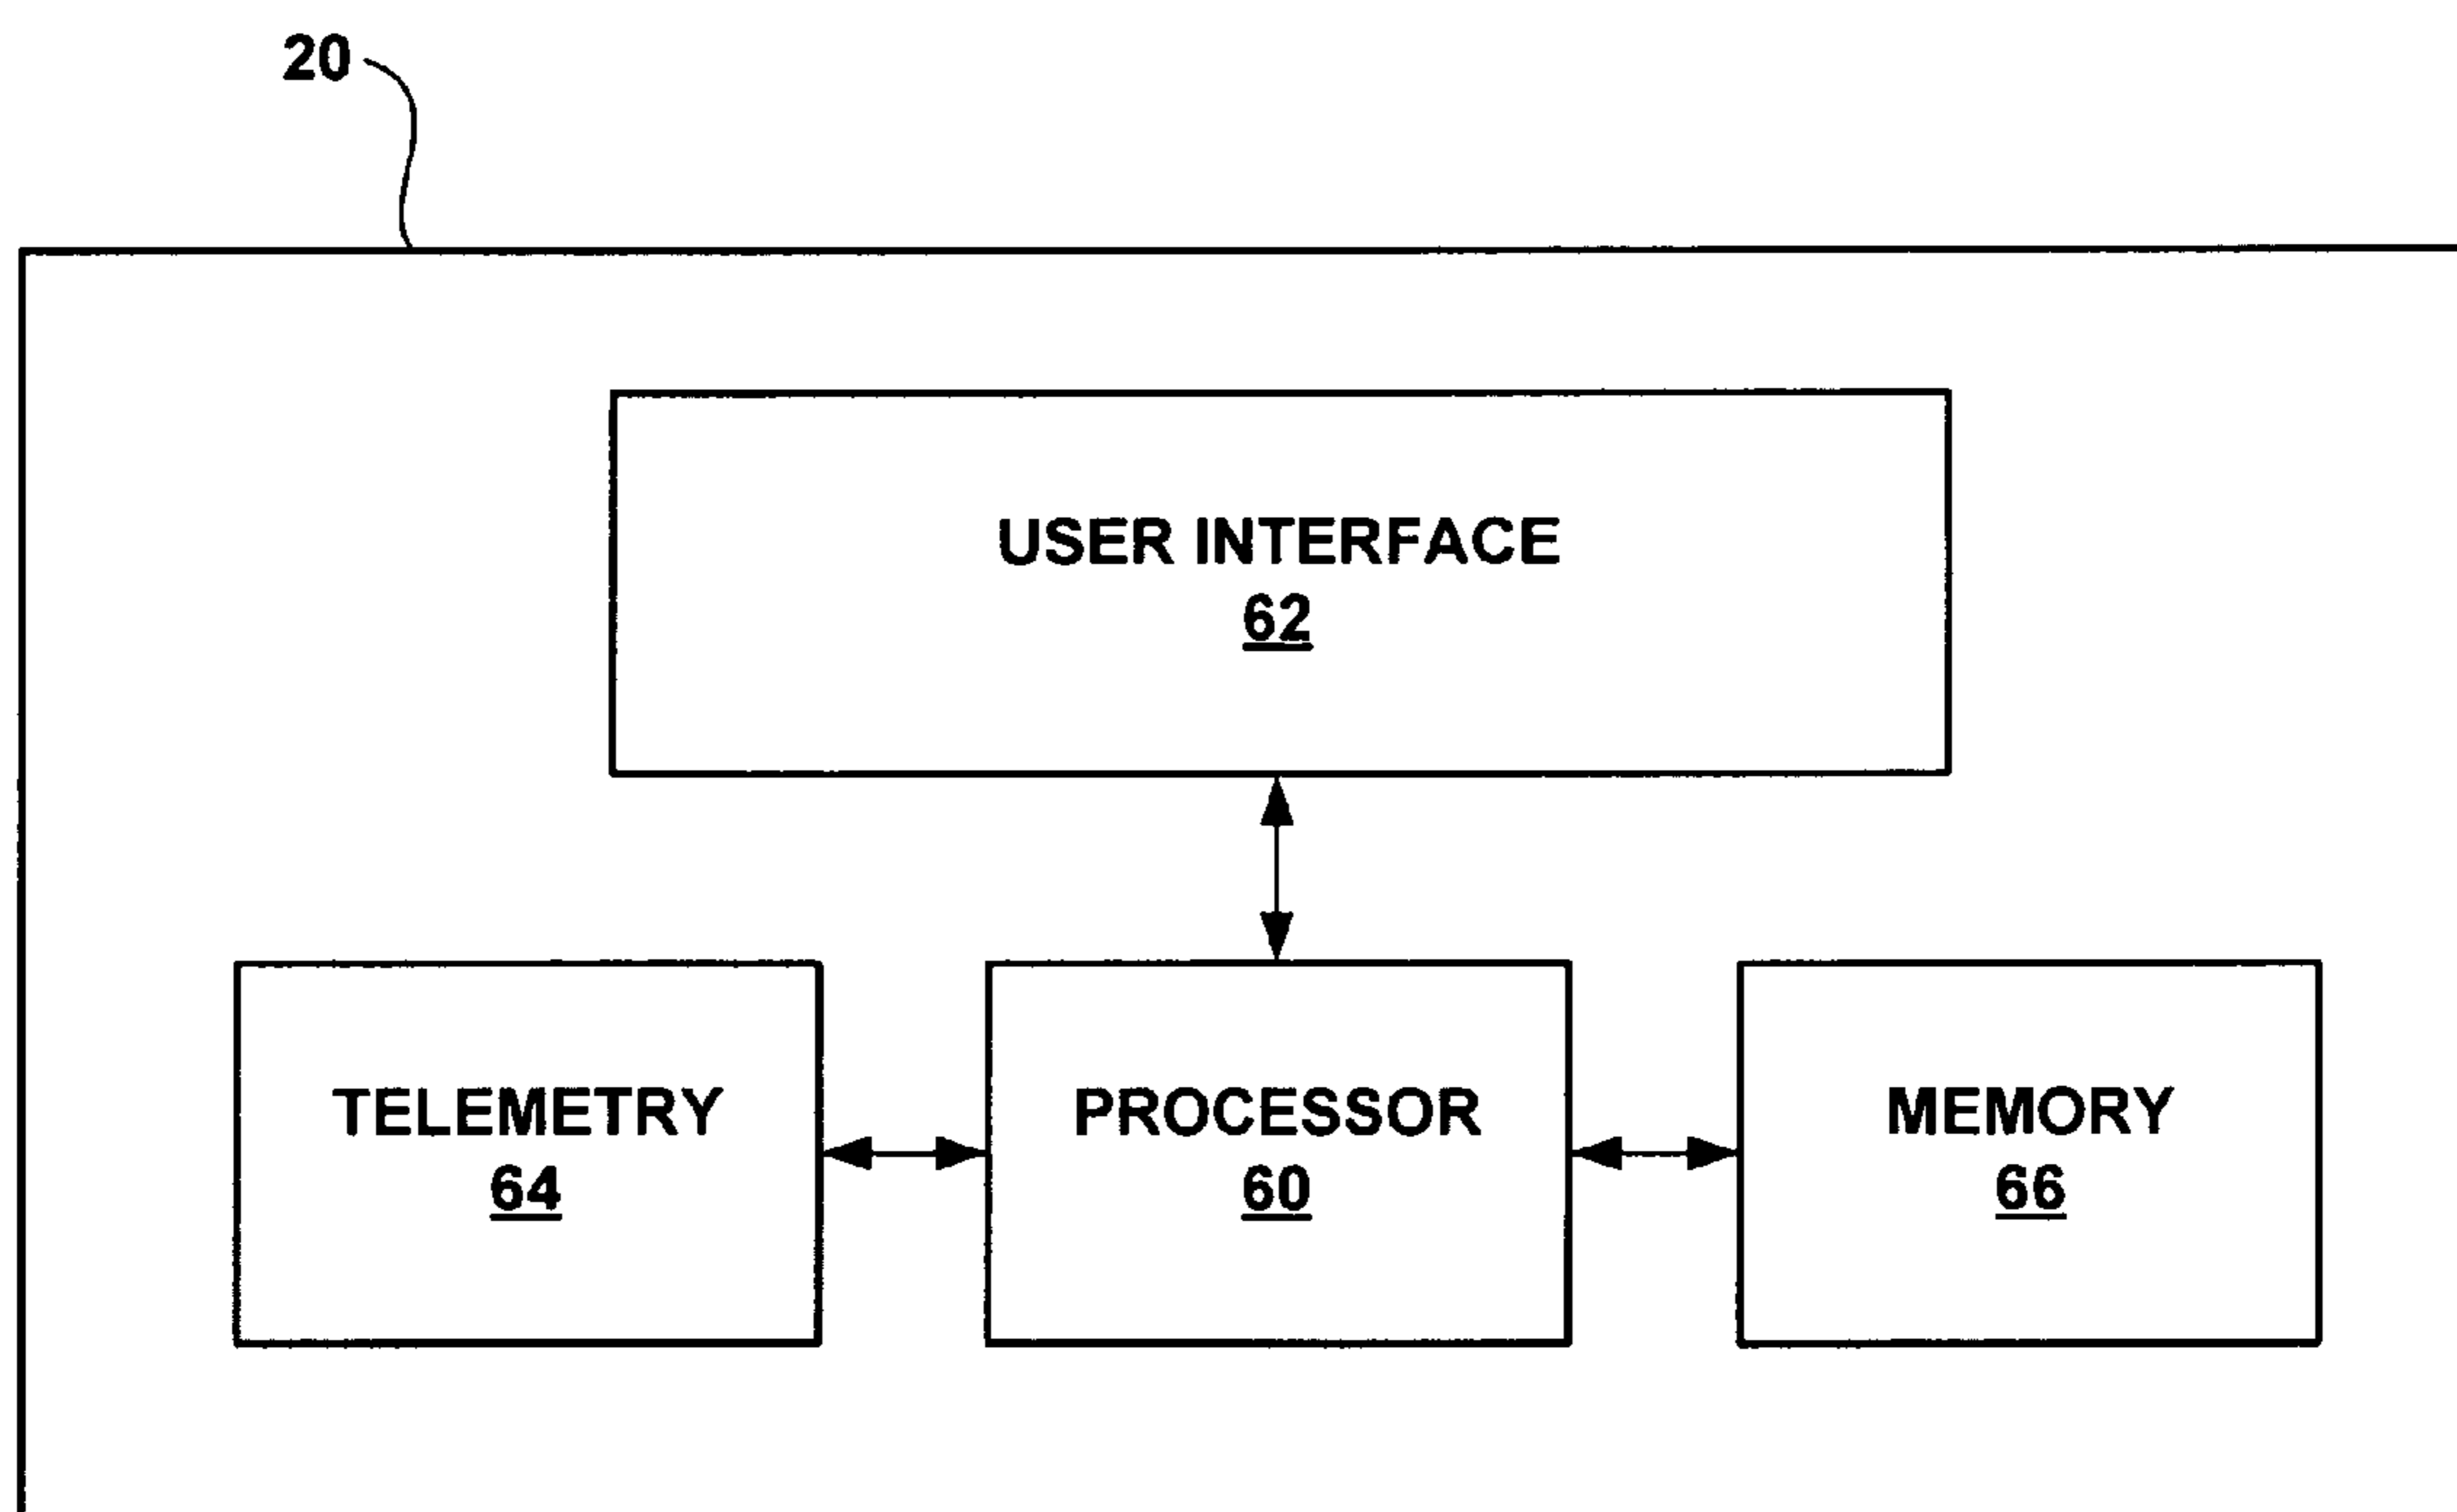 20
USER INTERFACE
62
TELEMETRY
64
PROCESSOR
60
MEMORY
66